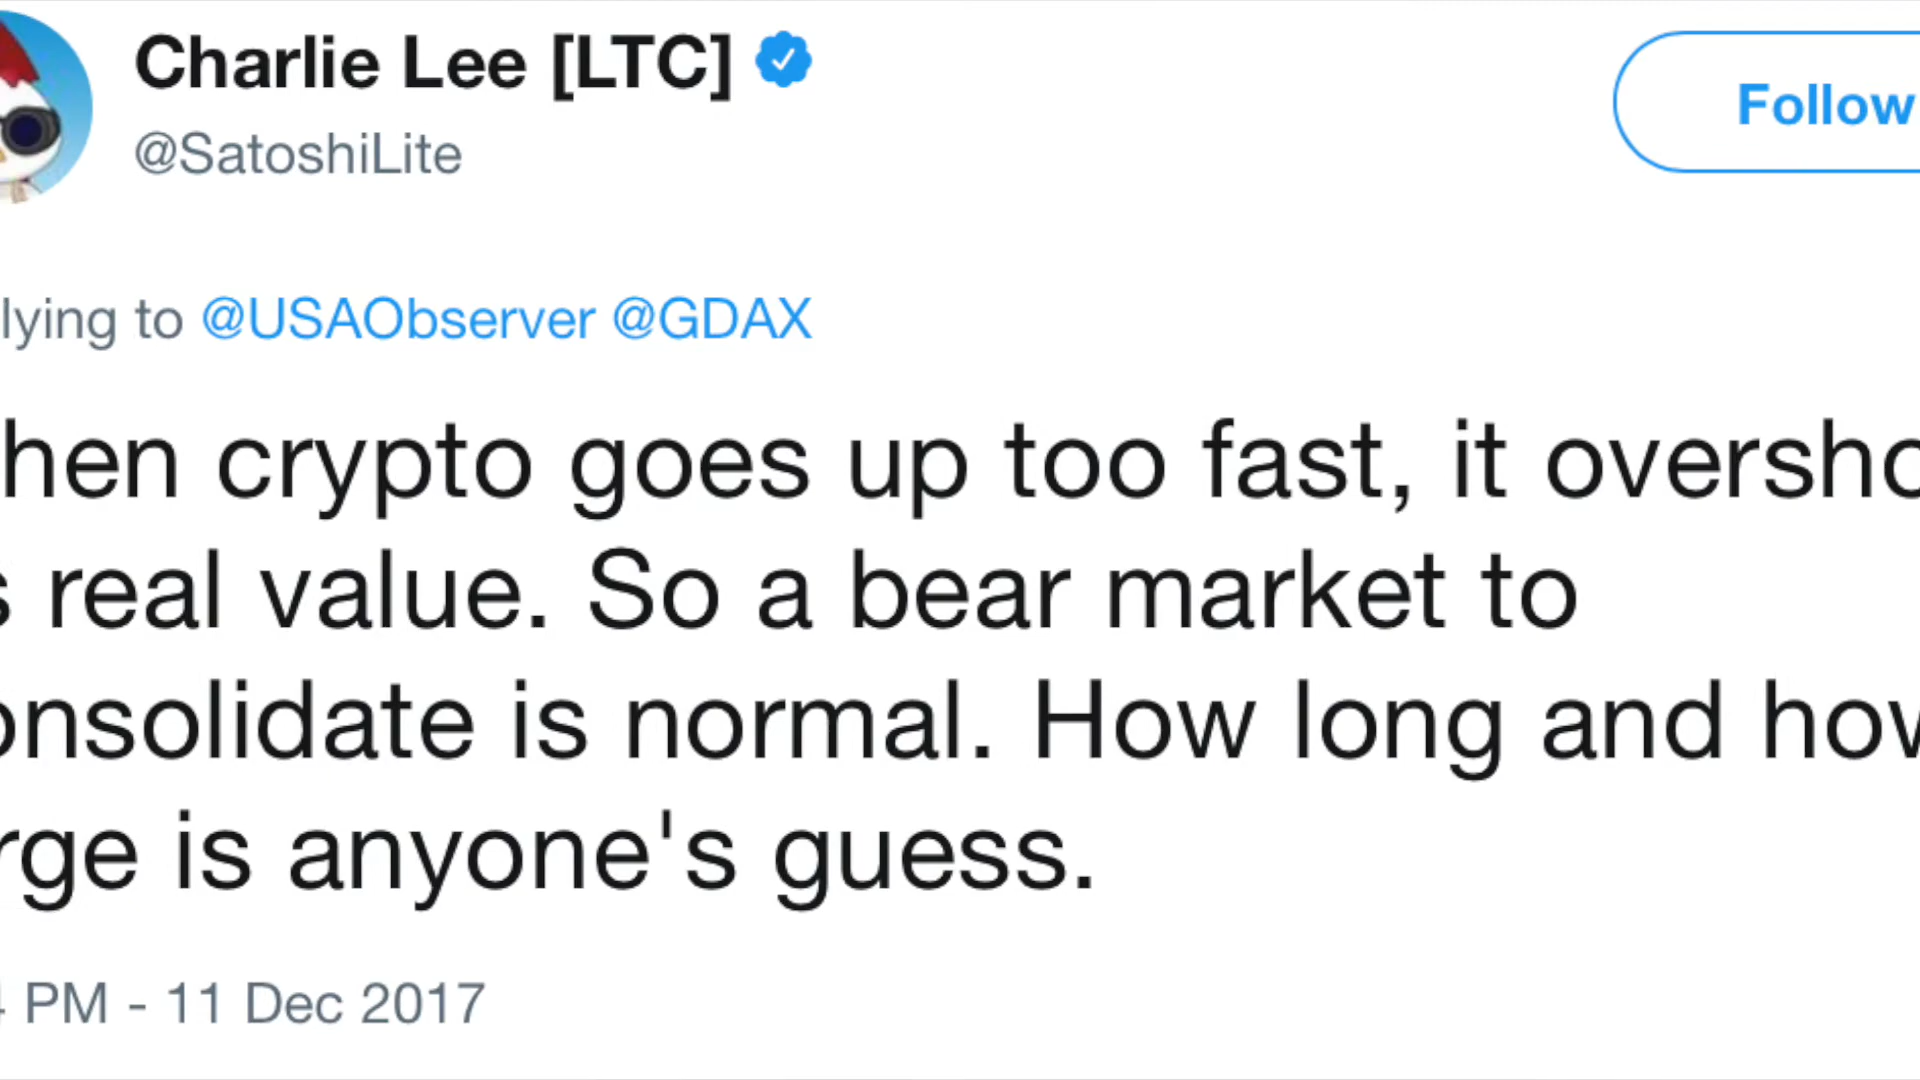 Charlie Lee [LTC]
@SatoshiLite
Follow
lying to @USAObserver @GDAX
hen crypto goes up too fast, it oversho
s real value. So a bear market to
onsolidate is normal. How long and how
rge is anyone's guess.
PM - 11 Dec 2017